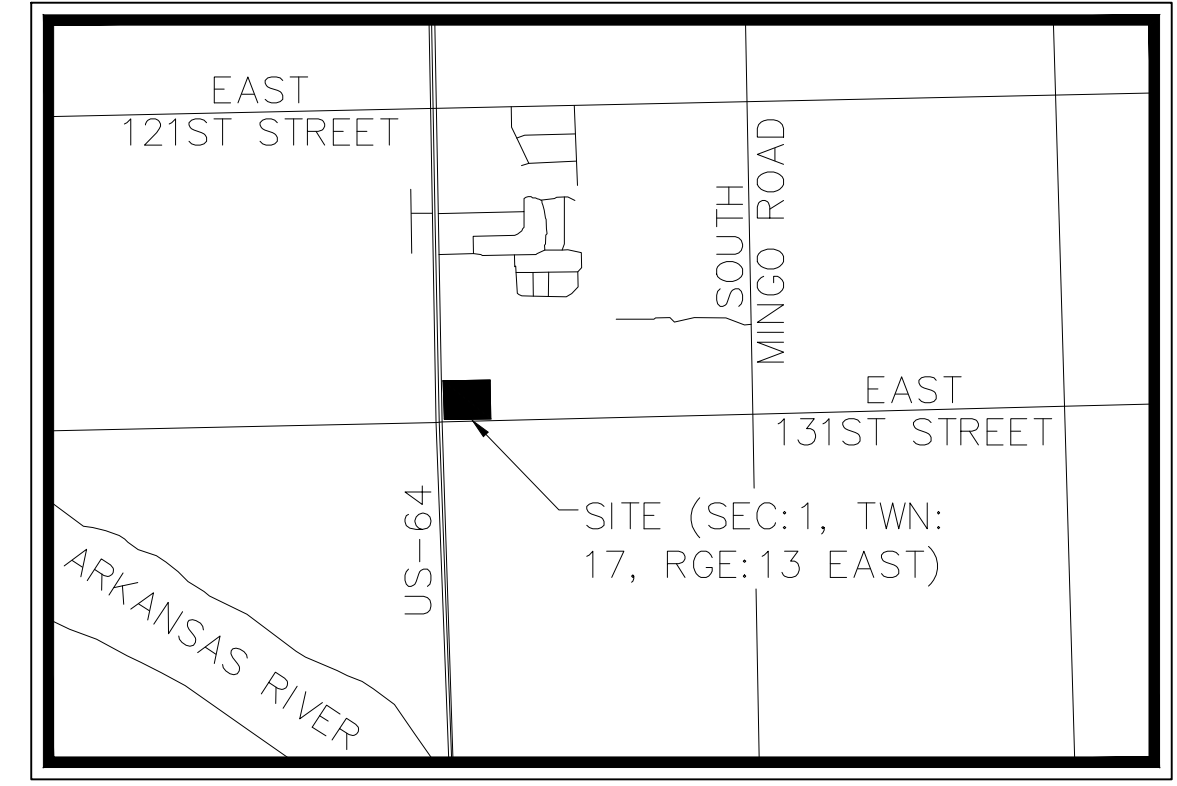 EAST
121ST STREET
SOUTH
MINGO ROAD
EAST
131ST STREET
SITE (SEC:1, TWN:
17, RGE:13 EAST)
US-64
ARKANSAS RIVER